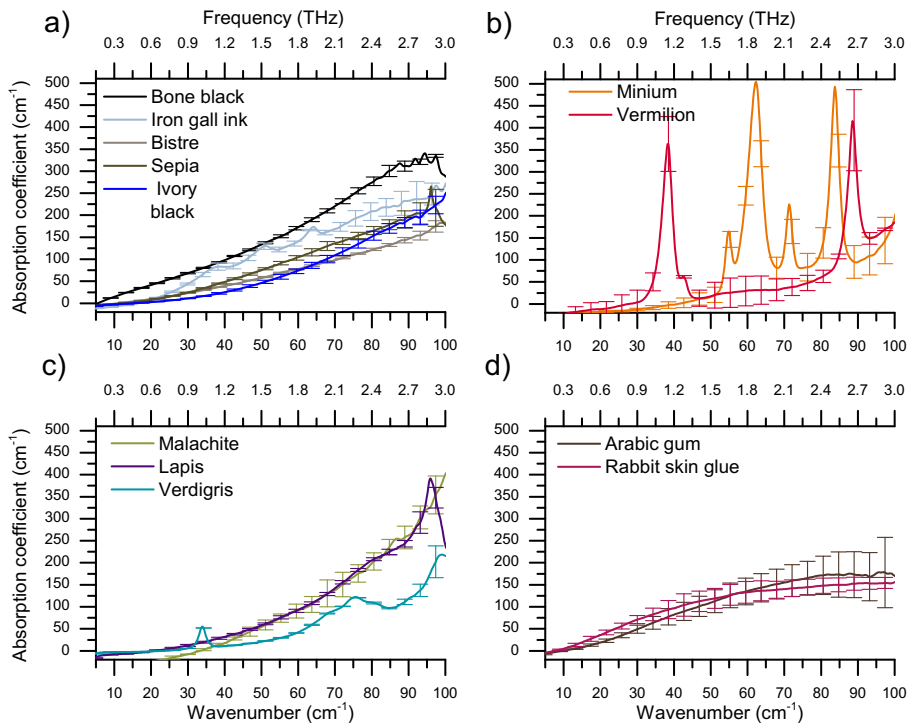 a)
Frequency (THz)
0.3 0.6 0.9 1.2 1.5 1.8 2.1 2.4 2.7 3.0
Absorption coefficient (cm⁻¹)
500
450
400
350
300
250
200
150
100
50
0
Bone black
Iron gall ink
Bistre
Sepia
Ivory
black
10 20 30 40 50 60 70 80 90 100
b)
Frequency (THz)
0.3 0.6 0.9 1.2 1.5 1.8 2.1 2.4 2.7 3.0
500
450
400
350
300
250
200
150
100
50
0
Minium
Vermilion
10 20 30 40 50 60 70 80 90 100
c)
0.3 0.6 0.9 1.2 1.5 1.8 2.1 2.4 2.7 3.0
Absorption coefficient (cm⁻¹)
500
450
400
350
300
250
200
150
100
50
0
Malachite
Lapis
Verdigris
10 20 30 40 50 60 70 80 90 100
Wavenumber (cm⁻¹)
d)
0.3 0.6 0.9 1.2 1.5 1.8 2.1 2.4 2.7 3.0
500
450
400
350
300
250
200
150
100
50
0
Arabic gum
Rabbit skin glue
10 20 30 40 50 60 70 80 90 100
Wavenumber (cm⁻¹)